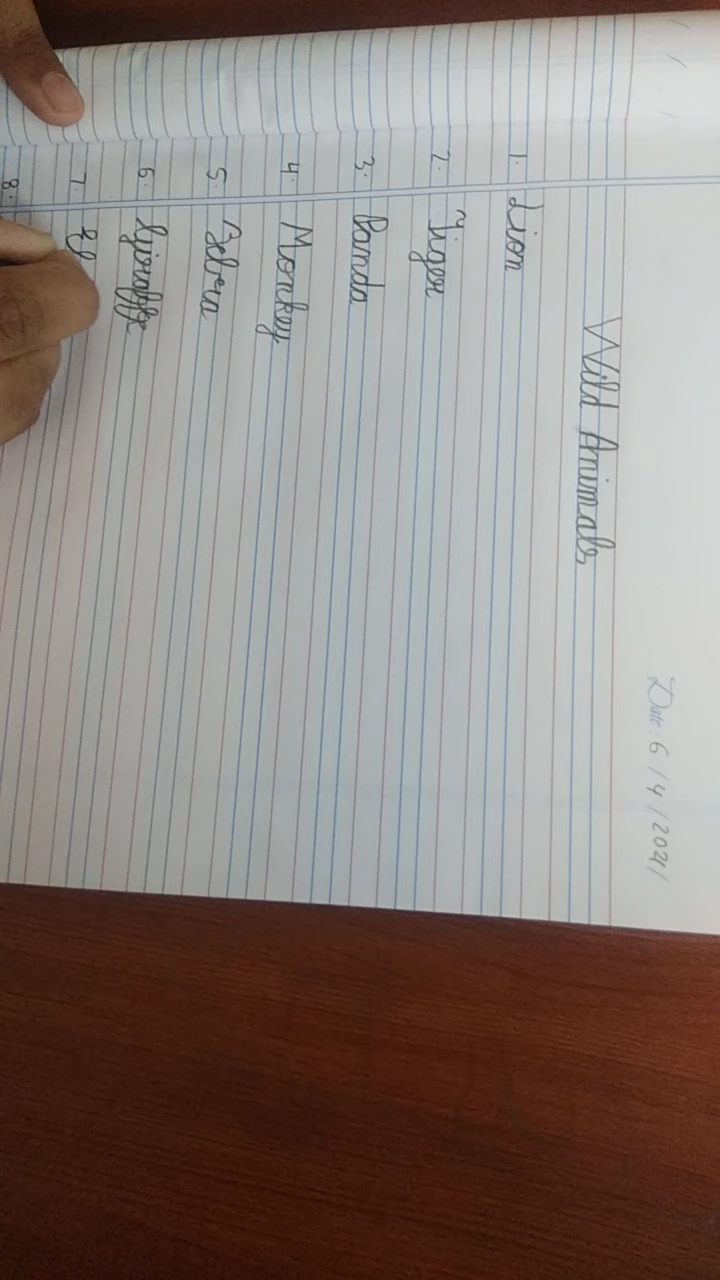 Date: 6/4/2021
Wild Animals
1. Lion
2. Tiger
3. Panda
4. Monkey
5. Zebra
6. Giraffe
7. El
8.